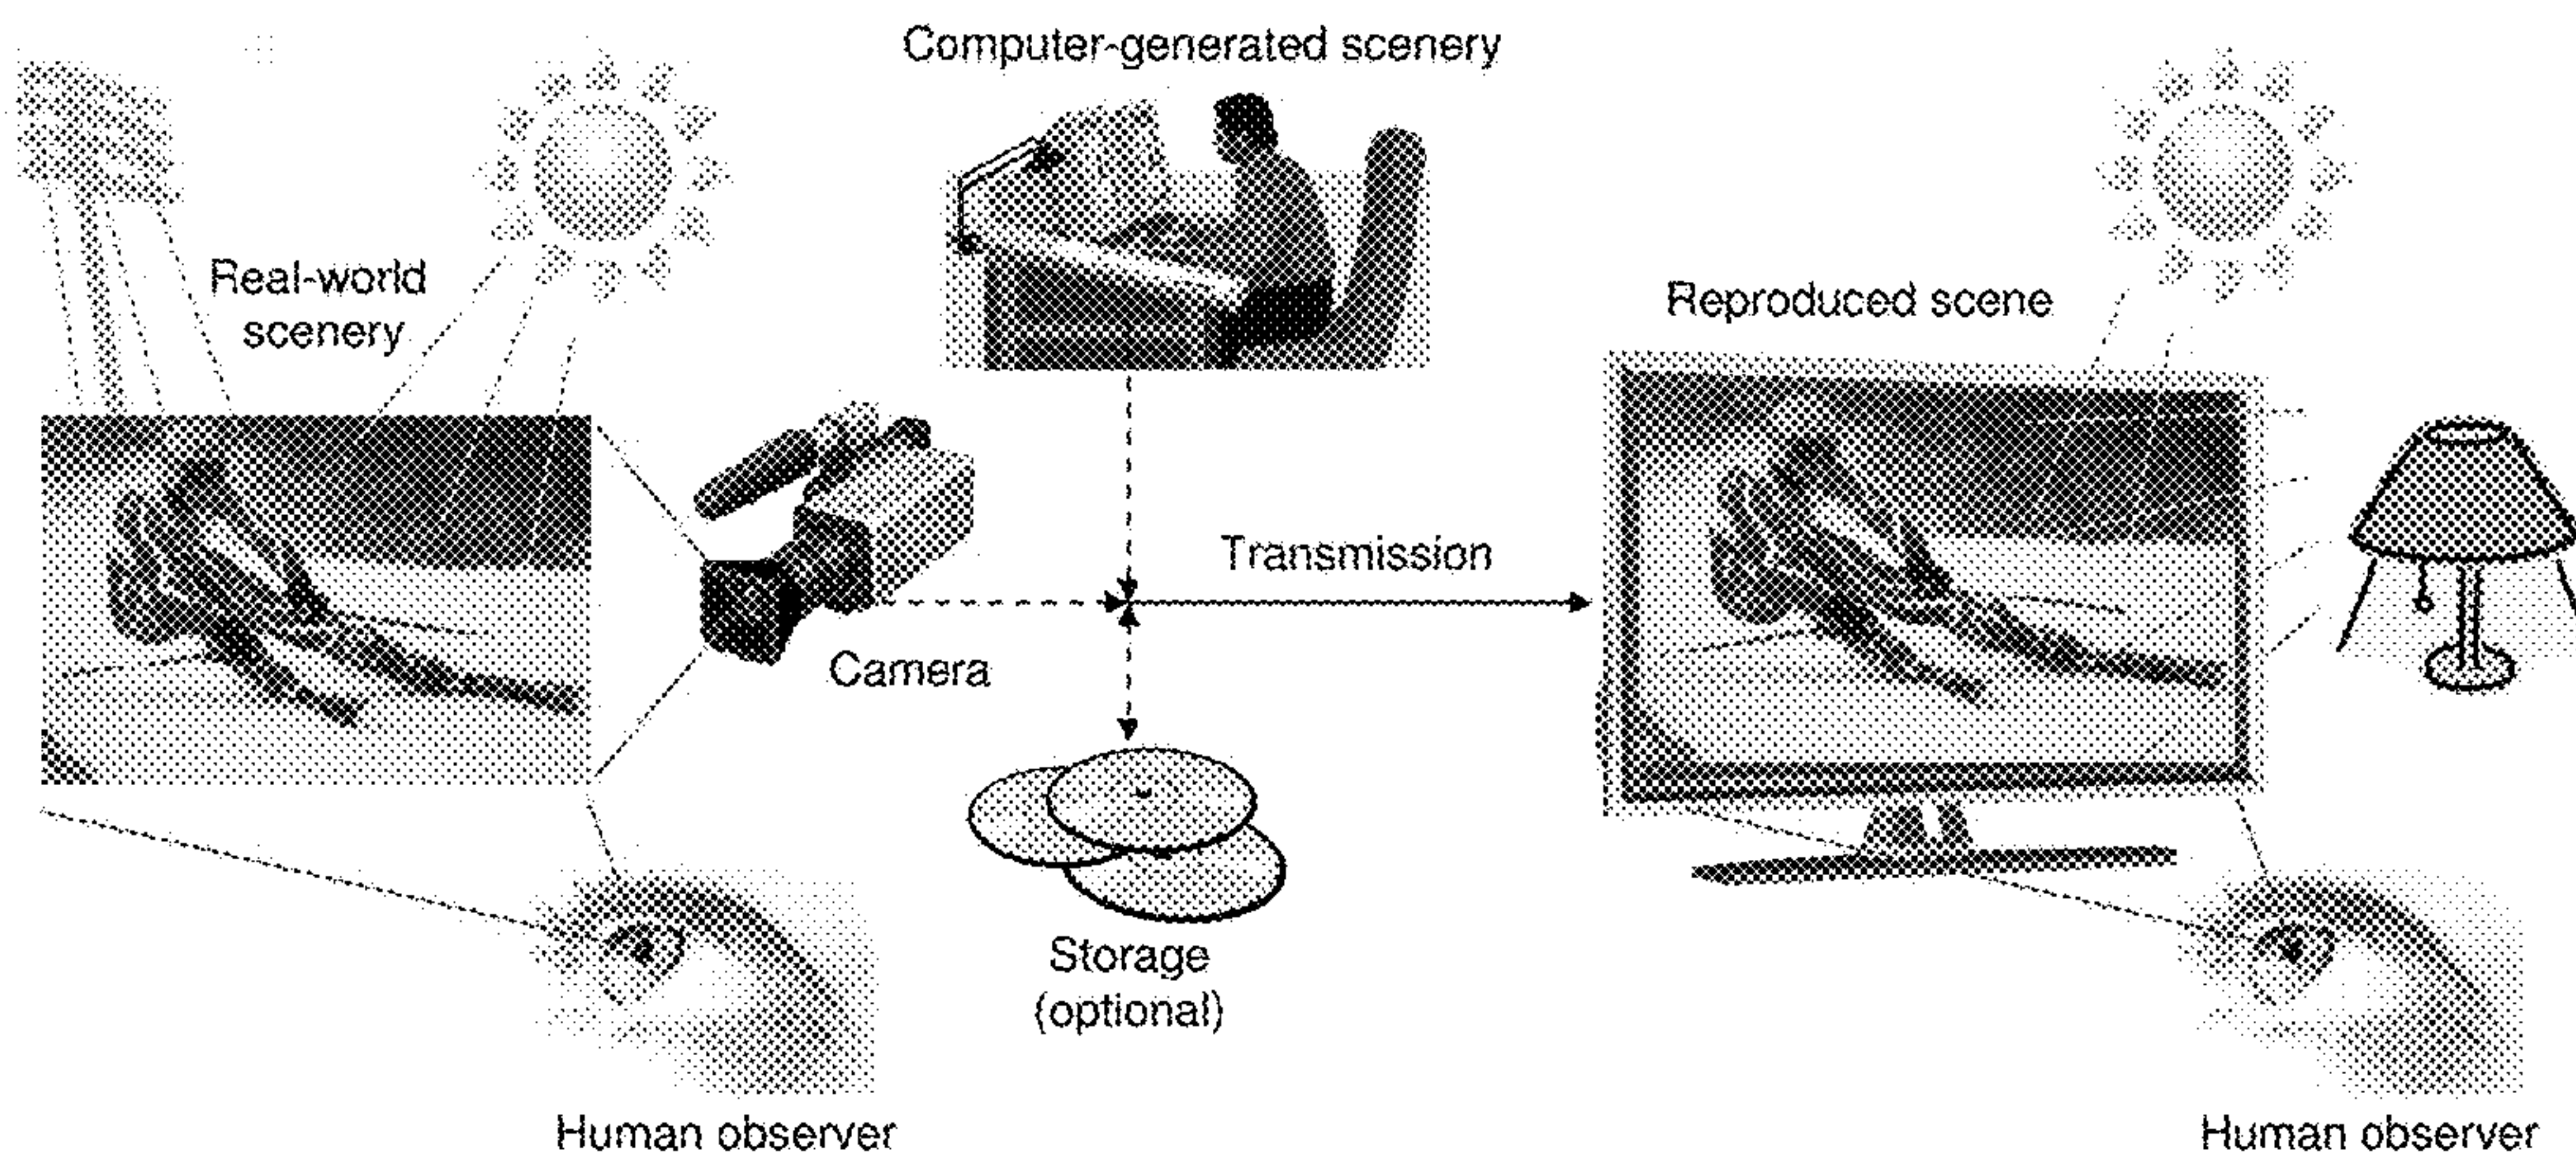 Computer-generated scenery
Real-world
scenery
Reproduced scene
Transmission
Camera
Storage
(optional)
Human observer
Human observer